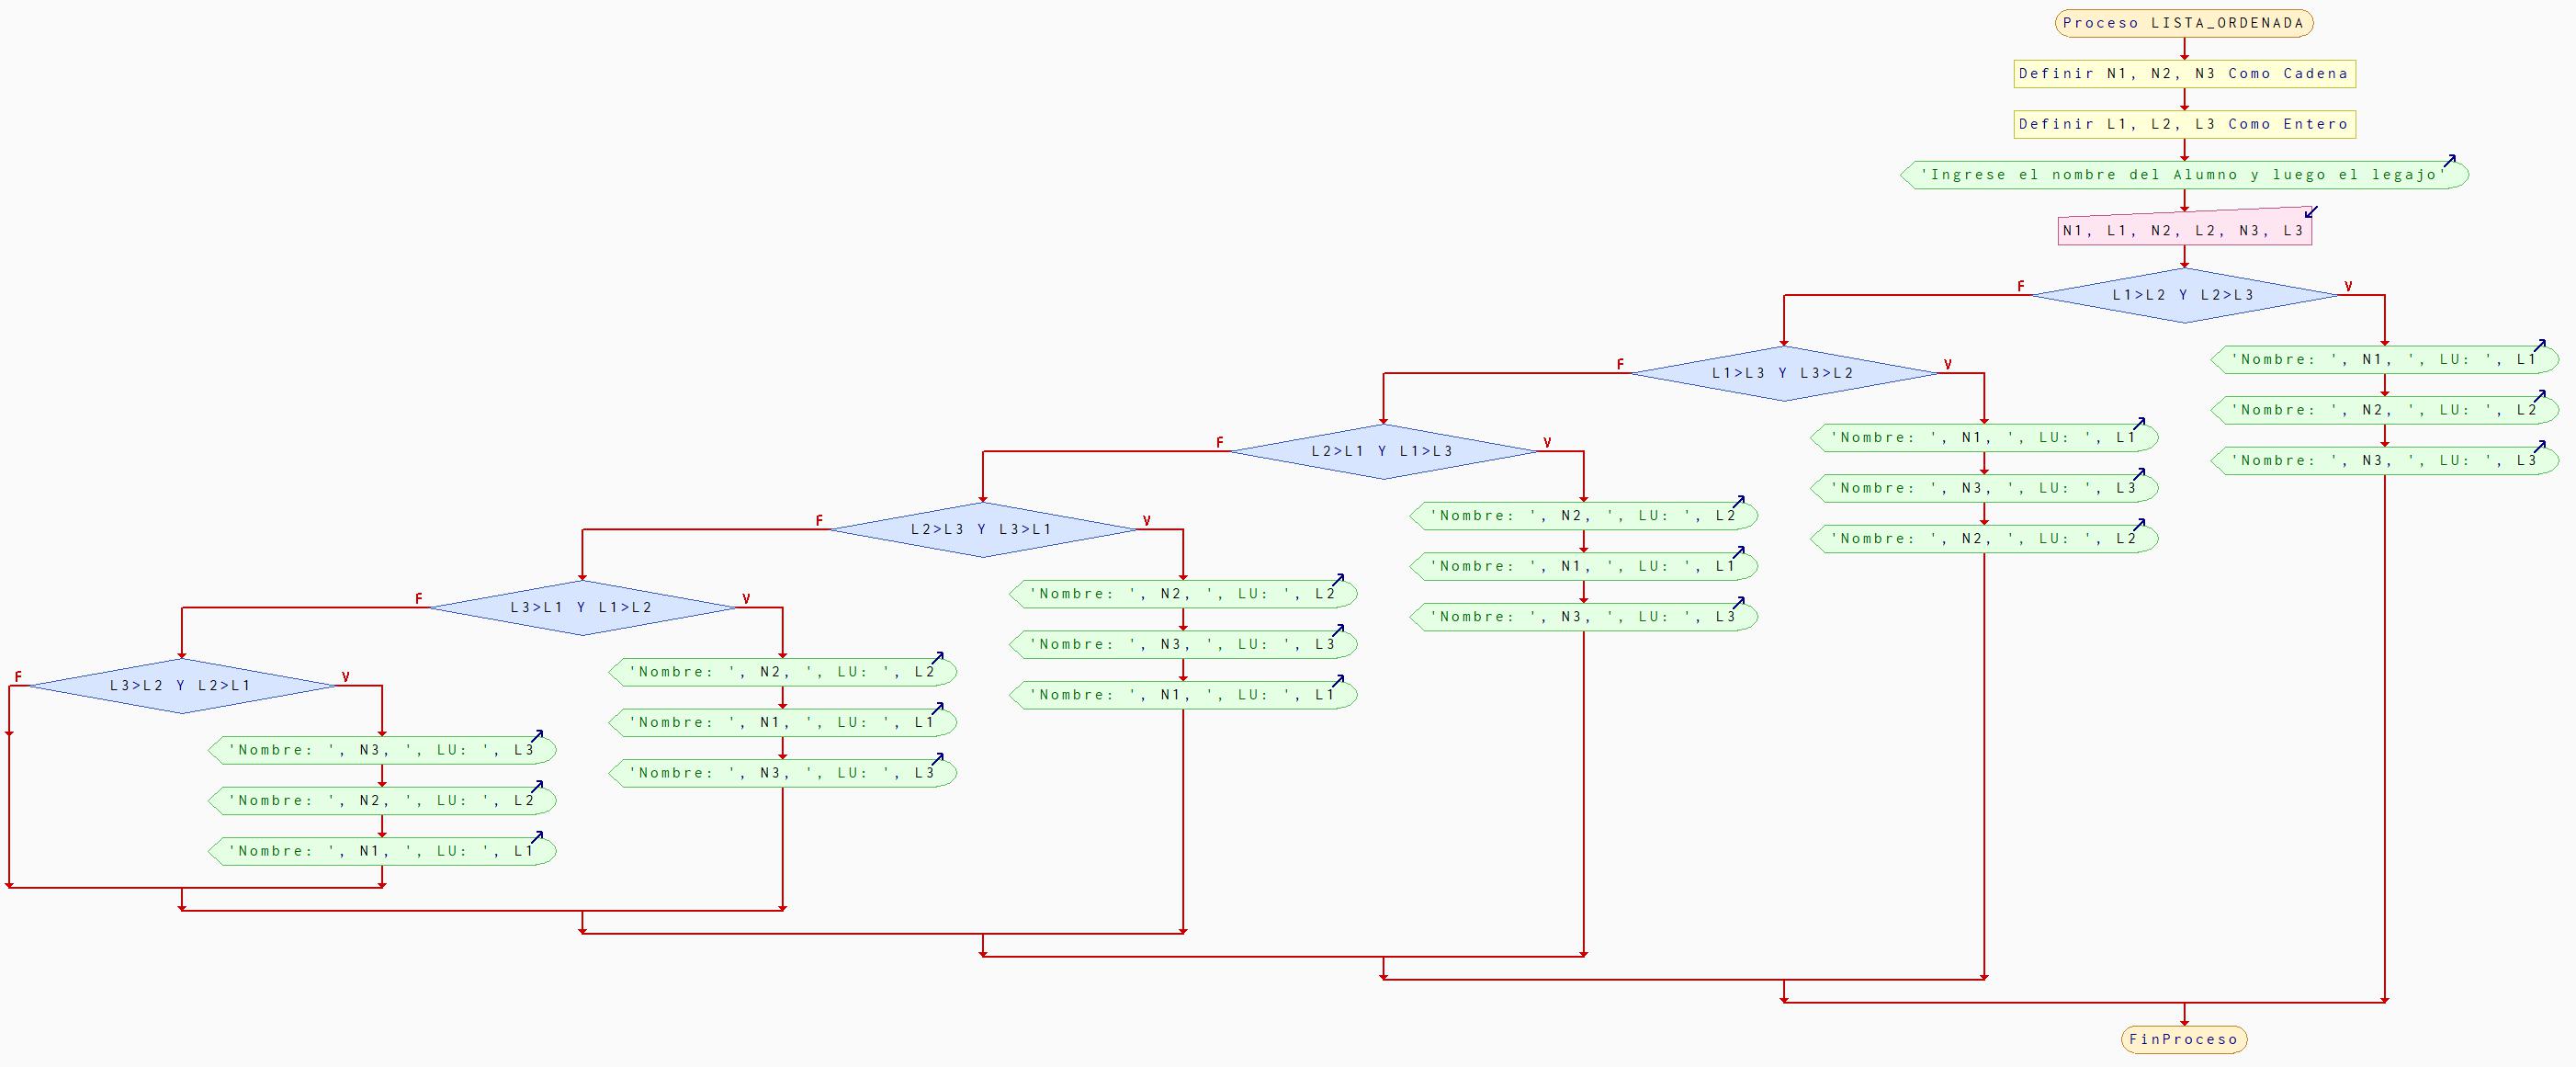 Proceso LISTA_ORDENADA
Definir N1, N2, N3 Como Cadena
Definir L1, L2, L3 Como Entero
'Ingrese el nombre del Alumno y luego el legajo'
N1, L1, N2, L2, N3, L3
L1>L2 Y L2>L3
F
V
'Nombre: ', N1, ', LU: ', L1
'Nombre: ', N2, ', LU: ', L2
'Nombre: ', N3, ', LU: ', L3
L1>L3 Y L3>L2
F
V
'Nombre: ', N1, ', LU: ', L1
'Nombre: ', N3, ', LU: ', L3
'Nombre: ', N2, ', LU: ', L2
L2>L1 Y L1>L3
F
V
'Nombre: ', N2, ', LU: ', L2
'Nombre: ', N1, ', LU: ', L1
'Nombre: ', N3, ', LU: ', L3
L2>L3 Y L3>L1
F
V
'Nombre: ', N2, ', LU: ', L2
'Nombre: ', N3, ', LU: ', L3
'Nombre: ', N1, ', LU: ', L1
L3>L1 Y L1>L2
F
V
'Nombre: ', N2, ', LU: ', L2
'Nombre: ', N1, ', LU: ', L1
'Nombre: ', N3, ', LU: ', L3
L3>L2 Y L2>L1
F
V
'Nombre: ', N3, ', LU: ', L3
'Nombre: ', N2, ', LU: ', L2
'Nombre: ', N1, ', LU: ', L1
FinProceso